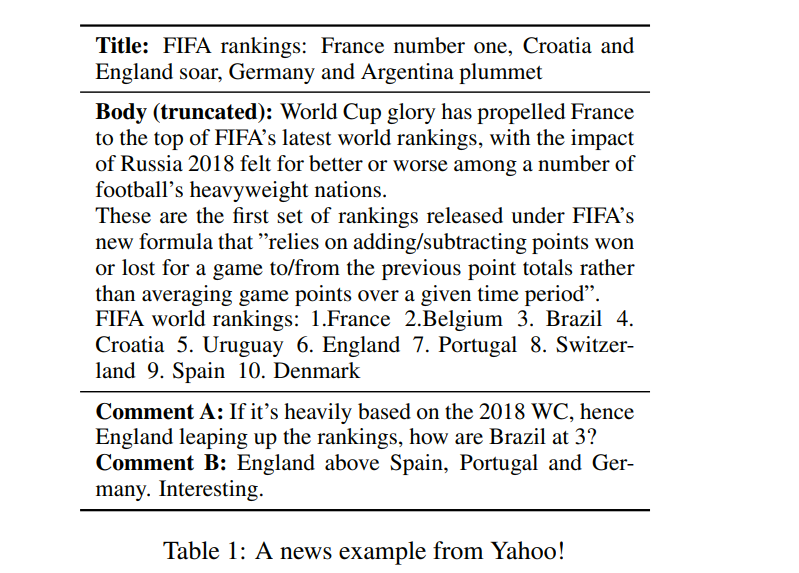 Title: FIFA rankings: France number one, Croatia and
England soar, Germany and Argentina plummet
Body (truncated): World Cup glory has propelled France
to the top of FIFA’s latest world rankings, with the impact
of Russia 2018 felt for better or worse among a number of
football’s heavyweight nations.
These are the first set of rankings released under FIFA’s
new formula that ”relies on adding/subtracting points won
or lost for a game to/from the previous point totals rather
than averaging game points over a given time period”.
FIFA world rankings: 1.France 2.Belgium 3. Brazil 4.
Croatia 5. Uruguay 6. England 7. Portugal 8. Switzer-
land 9. Spain 10. Denmark
Comment A: If it’s heavily based on the 2018 WC, hence
England leaping up the rankings, how are Brazil at 3?
Comment B: England above Spain, Portugal and Ger-
many. Interesting.
Table 1: A news example from Yahoo!